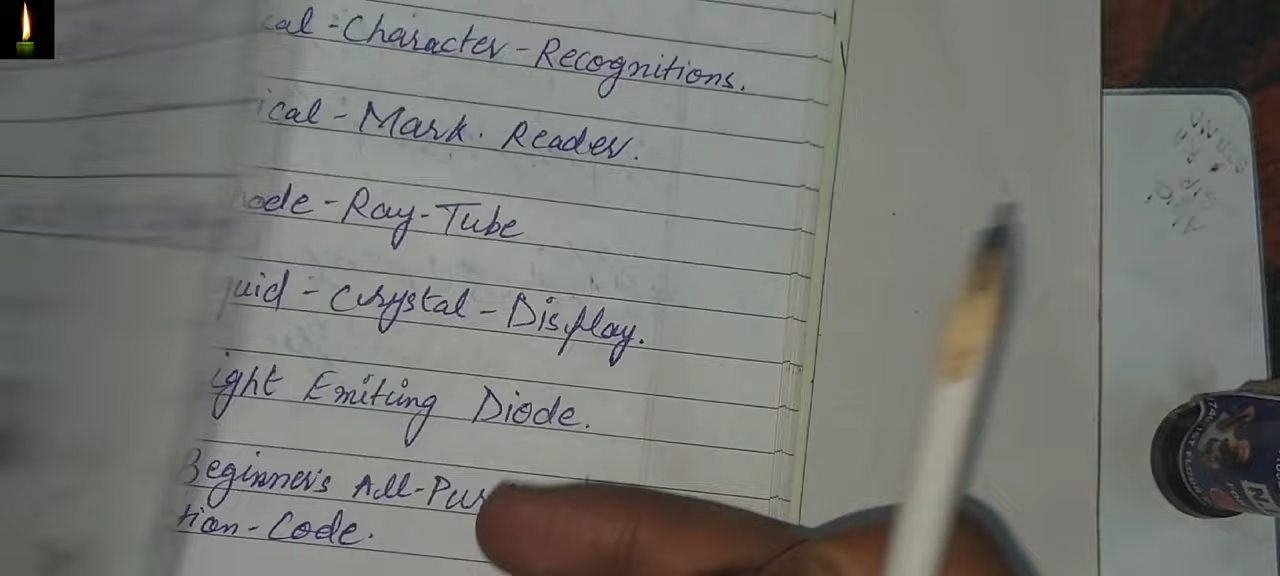 cal-Character-Recognitions.
ical-Mark. Reader.
ode-Ray-Tube
uid-Crystal-Display.
ight Emiting Diode.
Beginner's All-Pur
tion-Code.